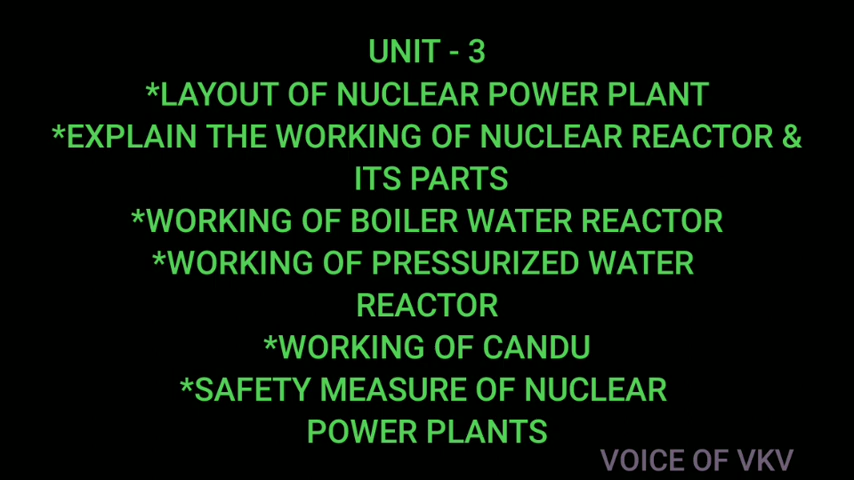 UNIT - 3
*LAYOUT OF NUCLEAR POWER PLANT
*EXPLAIN THE WORKING OF NUCLEAR REACTOR &
ITS PARTS
*WORKING OF BOILER WATER REACTOR
*WORKING OF PRESSURIZED WATER
REACTOR
*WORKING OF CANDU
*SAFETY MEASURE OF NUCLEAR
POWER PLANTS
VOICE OF VKV